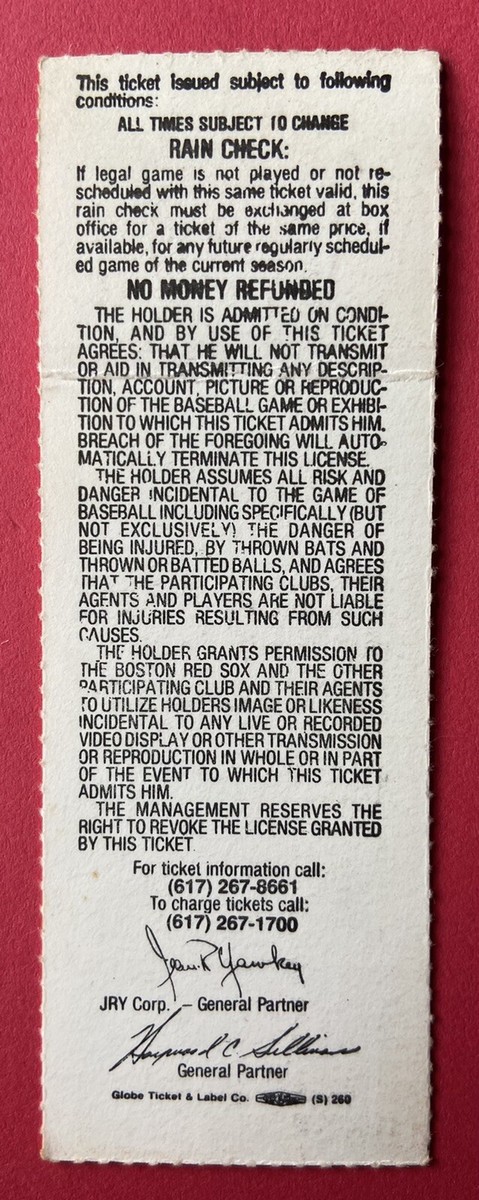 This ticket issued subject to following
conditions:
ALL TIMES SUBJECT TO CHANGE
RAIN CHECK:
If legal game is not played or not re-
scheduled with this same ticket valid, this
rain check must be exchanged at box
office for a ticket of the same price, if
available, for any future regularly schedul-
ed game of the current season.
NO MONEY REFUNDED
THE HOLDER IS ADMITTED ON CONDI-
TION, AND BY USE OF THIS TICKET
AGREES: THAT HE WILL NOT TRANSMIT
OR AID IN TRANSMITTING ANY DESCRIP-
TION, ACCOUNT, PICTURE OR REPRODUC-
TION OF THE BASEBALL GAME OR EXHIBI-
TION TO WHICH THIS TICKET ADMITS HIM.
BREACH OF THE FOREGOING WILL AUTO-
MATICALLY TERMINATE THIS LICENSE.
THE HOLDER ASSUMES ALL RISK AND
DANGER INCIDENTAL TO THE GAME OF
BASEBALL INCLUDING SPECIFICALLY (BUT
NOT EXCLUSIVELY) THE DANGER OF
BEING INJURED, BY THROWN BATS AND
THROWN OR BATTED BALLS, AND AGREES
THAT THE PARTICIPATING CLUBS, THEIR
AGENTS AND PLAYERS ARE NOT LIABLE
FOR INJURIES RESULTING FROM SUCH
CAUSES.
THE HOLDER GRANTS PERMISSION TO
THE BOSTON RED SOX AND THE OTHER
PARTICIPATING CLUB AND THEIR AGENTS
TO UTILIZE HOLDERS IMAGE OR LIKENESS
INCIDENTAL TO ANY LIVE OR RECORDED
VIDEO DISPLAY OR OTHER TRANSMISSION
OR REPRODUCTION IN WHOLE OR IN PART
OF THE EVENT TO WHICH THIS TICKET
ADMITS HIM.
THE MANAGEMENT RESERVES THE
RIGHT TO REVOKE THE LICENSE GRANTED
BY THIS TICKET.
For ticket information call:
(617) 267-8661
To charge tickets call:
(617) 267-1700
Jean R Yawkey
JRY Corp. – General Partner
Haywood C. Sullivan
General Partner
Globe Ticket & Label Co. (S) 260